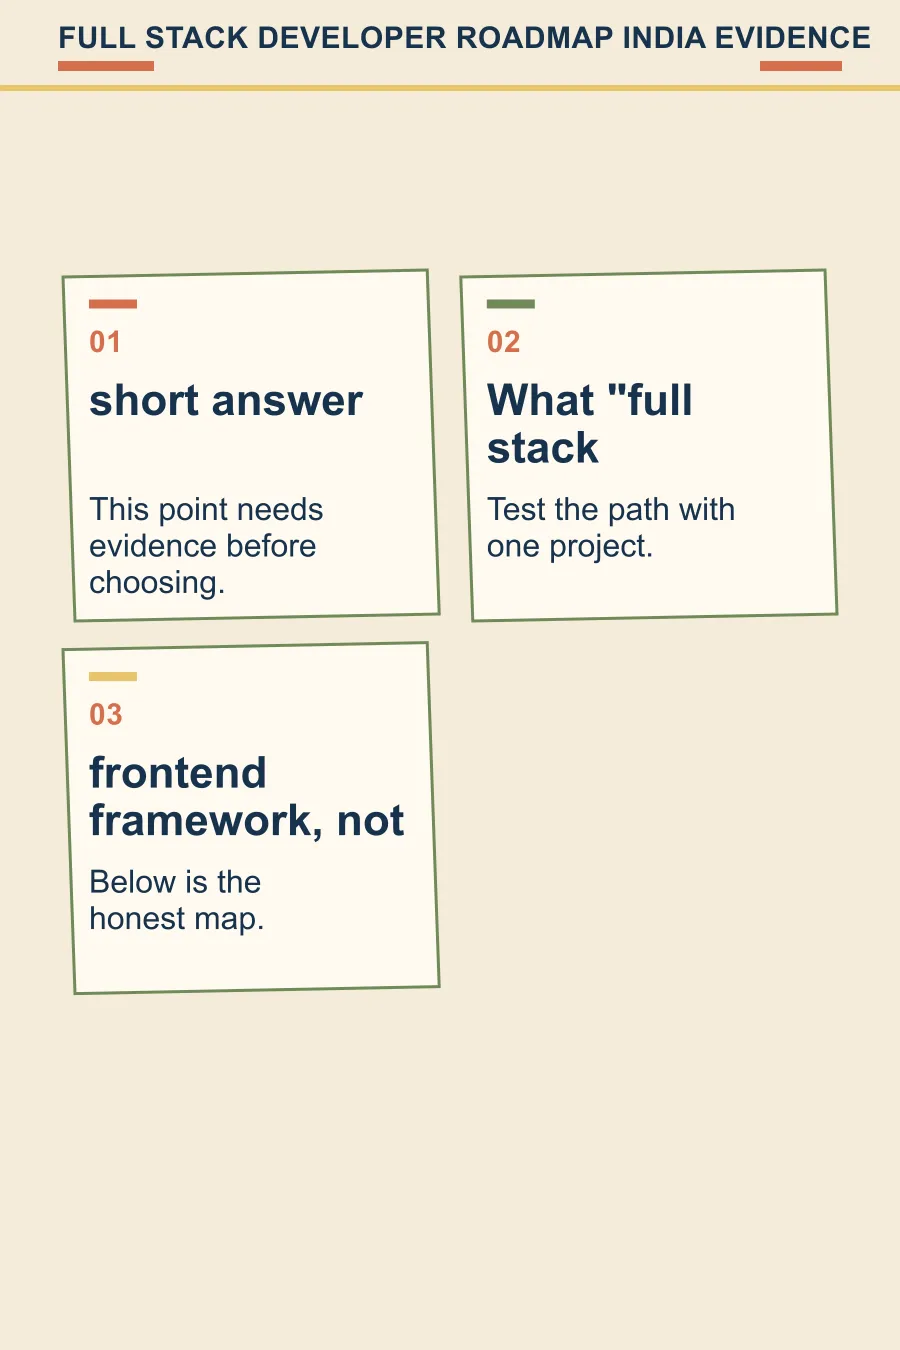 FULL STACK DEVELOPER ROADMAP INDIA EVIDENCE
01
short answer
This point needs
evidence before
choosing.
02
What "full
stack
Test the path with
one project.
03
frontend
framework, not
Below is the
honest map.